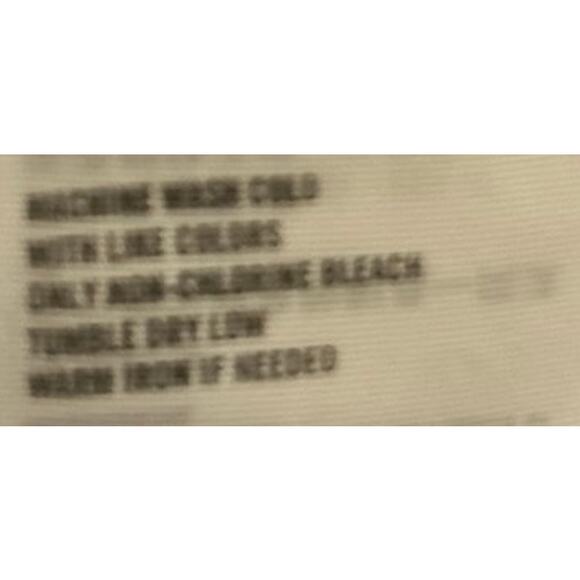 MACHINE WASH COLD
WITH LIKE COLORS
ONLY NON-CHLORINE BLEACH
TUMBLE DRY LOW
WARM IRON IF NEEDED